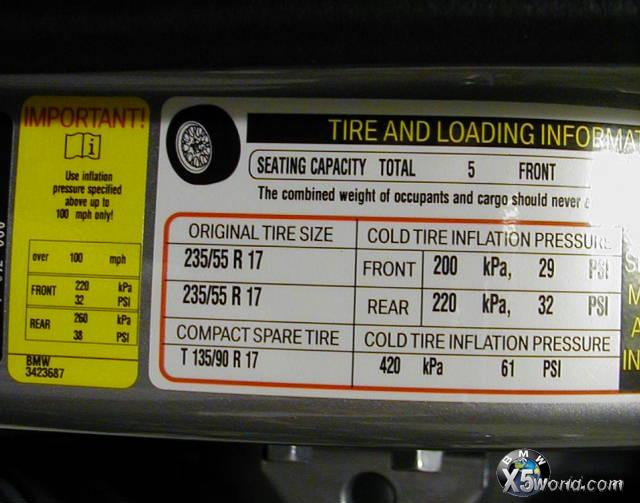 IMPORTANT!
i
Use inflation
pressure specified
above up to
100 mph only!
over 100 mph
FRONT 220 kPa
32 PSI
REAR 260 kPa
38 PSI
BMW
3423687
TIRE AND LOADING
SEATING CAPACITY TOTAL 5 FRONT
The combined weight of occupants and cargo should never
ORIGINAL TIRE SIZE COLD TIRE INFLATION PRESSURE
235/55 R 17 FRONT 200 kPa, 29 PSI
235/55 R 17 REAR 220 kPa, 32 PSI
COMPACT SPARE TIRE COLD TIRE INFLATION PRESSURE
T 135/90 R 17 420 kPa 61 PSI
BMW
X5world.com